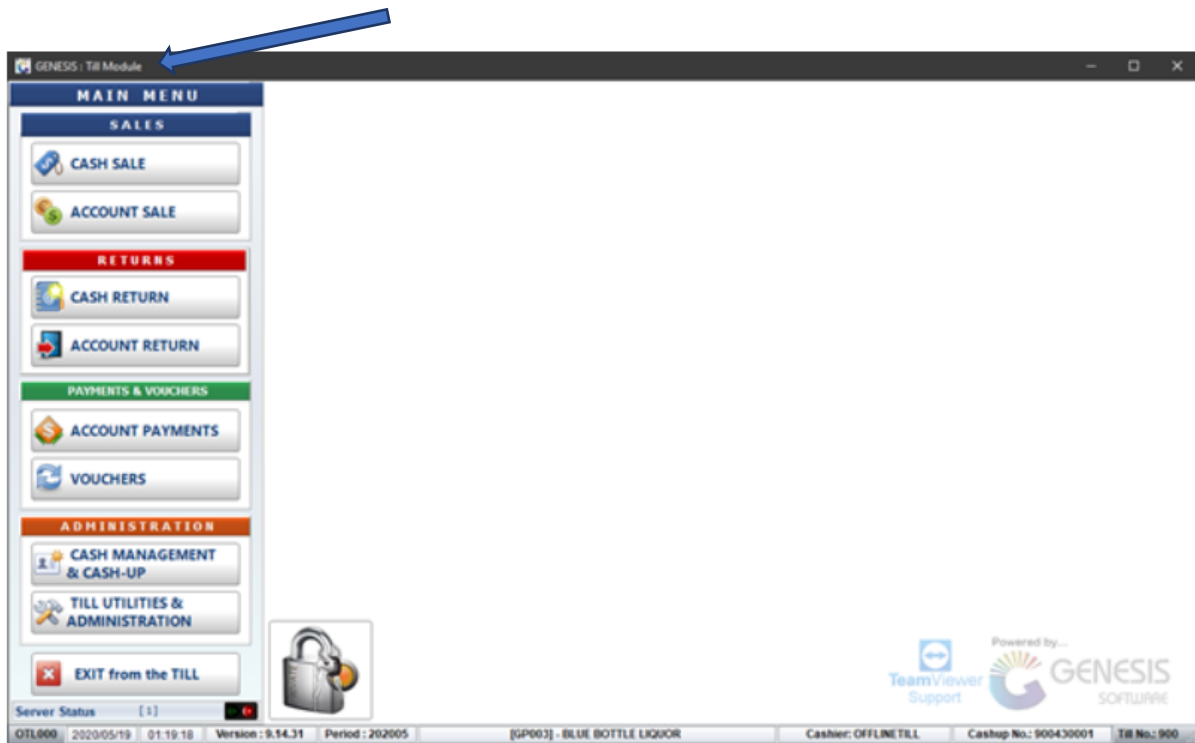 GENESIS : Till Module
MAIN MENU
SALES
CASH SALE
ACCOUNT SALE
RETURNS
CASH RETURN
ACCOUNT RETURN
PAYMENTS & VOUCHERS
ACCOUNT PAYMENTS
VOUCHERS
ADMINISTRATION
CASH MANAGEMENT
& CASH-UP
TILL UTILITIES &
ADMINISTRATION
EXIT from the TILL
Server Status [1]
TeamViewer
Support
Powered by...
GENESIS
SOFTWARE
OTL000 2020/05/19 01:19:18 Version : 9.14.31 Period : 202005 [GP003] - BLUE BOTTLE LIQUOR Cashier: OFFLINETILL Cashup No.: 900430001 Till No.: 900